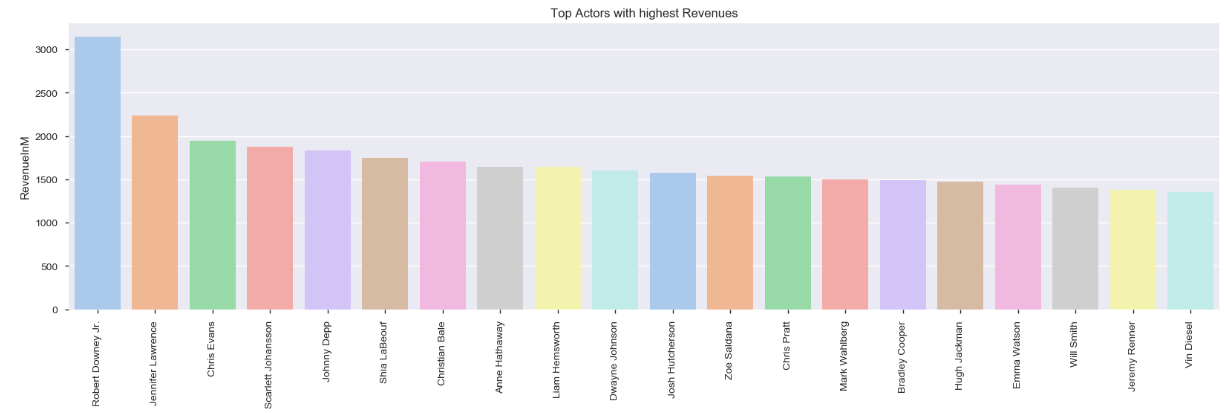 Top Actors with highest Revenues
RevenueInM
3000
2500
2000
1500
1000
500
0
Robert Downey Jr.
Jennifer Lawrence
Chris Evans
Scarlett Johansson
Johnny Depp
Shia LaBeouf
Christian Bale
Anne Hathaway
Liam Hemsworth
Dwayne Johnson
Josh Hutcherson
Zoe Saldana
Chris Pratt
Mark Wahlberg
Bradley Cooper
Hugh Jackman
Emma Watson
Will Smith
Jeremy Renner
Vin Diesel